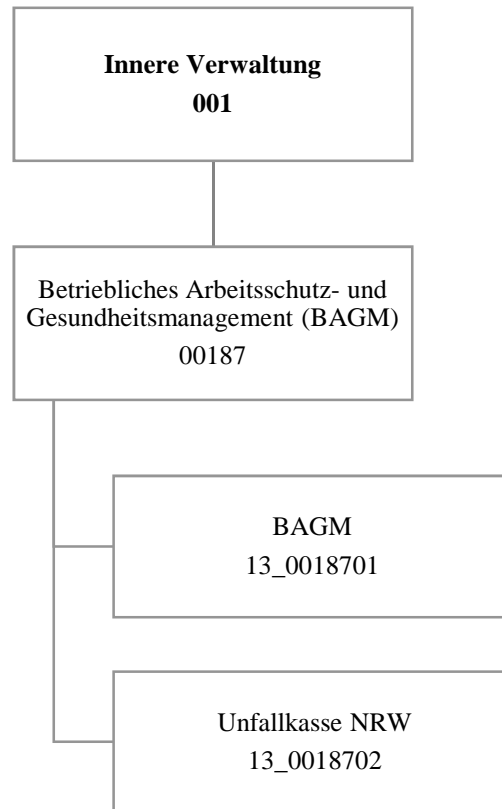 Innere Verwaltung
001
Betriebliches Arbeitsschutz- und
Gesundheitsmanagement (BAGM)
00187
BAGM
13_0018701
Unfallkasse NRW
13_0018702